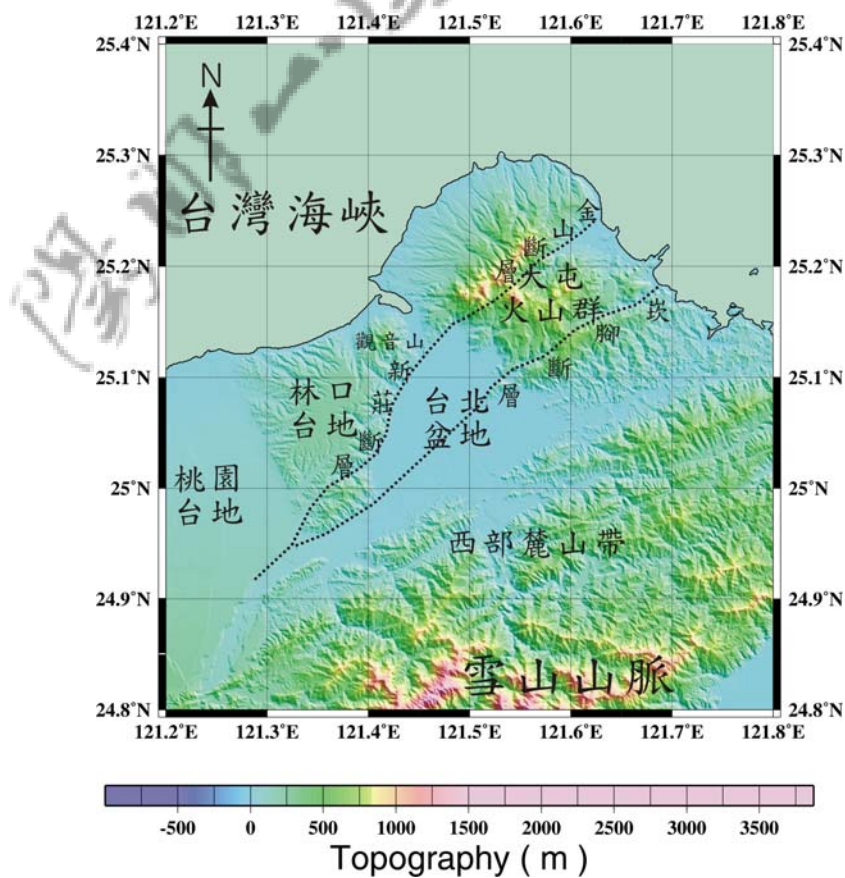 121.2˚E 121.3˚E 121.4˚E 121.5˚E 121.6˚E 121.7˚E 121.8˚E
25.4˚N 25.4˚N
N
25.3˚N 25.3˚N
台灣海峽
金山斷層
25.2˚N 25.2˚N
大屯
火山群
崁腳斷層
觀音山
新莊斷層
25.1˚N 25.1˚N
林口
台地
台北
盆地
桃園
台地
25˚N 25˚N
西部麓山帶
24.9˚N 24.9˚N
雪山山脈
24.8˚N 24.8˚N
121.2˚E 121.3˚E 121.4˚E 121.5˚E 121.6˚E 121.7˚E 121.8˚E
-500 0 500 1000 1500 2000 2500 3000 3500
Topography ( m )